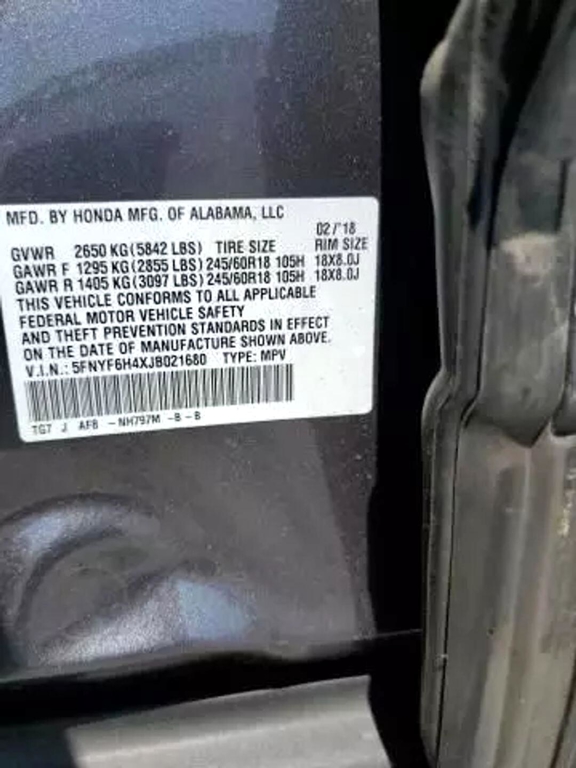 MFD. BY HONDA MFG. OF ALABAMA, LLC
02/'18
GVWR 2650 KG(5842 LBS) TIRE SIZE RIM SIZE
GAWR F 1295 KG(2855 LBS) 245/60R18 105H 18X8.0J
GAWR R 1405 KG(3097 LBS) 245/60R18 105H 18X8.0J
THIS VEHICLE CONFORMS TO ALL APPLICABLE
FEDERAL MOTOR VEHICLE SAFETY
AND THEFT PREVENTION STANDARDS IN EFFECT
ON THE DATE OF MANUFACTURE SHOWN ABOVE.
V.I.N.: 5FNYF6H4XJB021680 TYPE: MPV
TG7 J AFB -NH797M -B -B